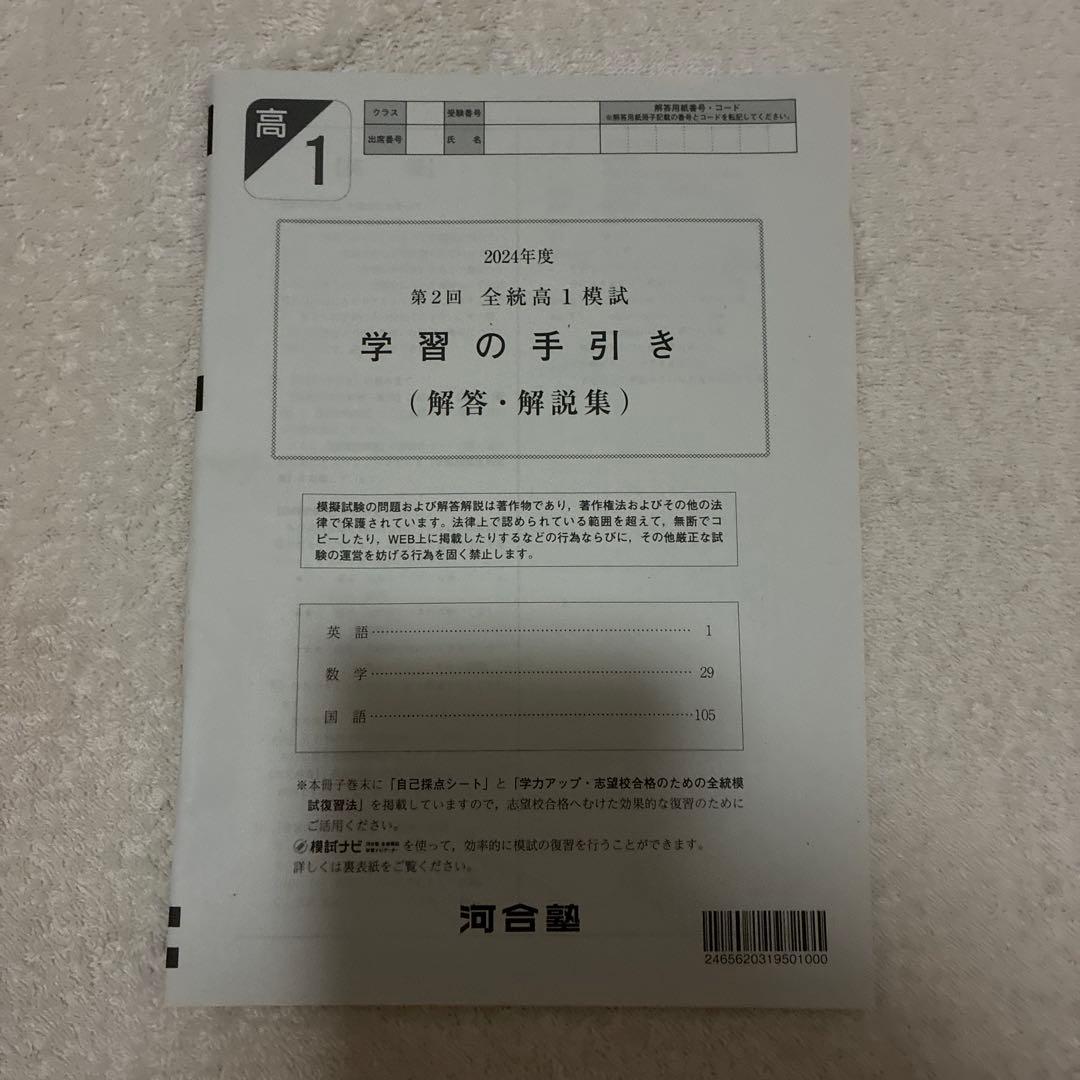 高
1
クラス 受験番号 解答用紙番号・コード
※解答用紙冊子記載の番号とコードを転記してください。
出席番号 氏 名
2024年度
第2回 全統高1模試
学習の手引き
(解答・解説集)
模擬試験の問題および解答解説は著作物であり,著作権法およびその他の法
律で保護されています。法律上で認められている範囲を超えて,無断でコ
ピーしたり,WEB上に掲載したりするなどの行為ならびに,その他厳正な試
験の運営を妨げる行為を固く禁止します。
英 語……………………………………………………… 1
数 学……………………………………………………… 29
国 語………………………………………………………105
※本冊子巻末に「自己採点シート」と「学力アップ・志望校合格のための全統模
試復習法」を掲載していますので,志望校合格へむけた効果的な復習のために
ご活用ください。
模試ナビ を使って,効率的に模試の復習を行うことができます。
詳しくは裏表紙をご覧ください。
河合塾
2465620319501000